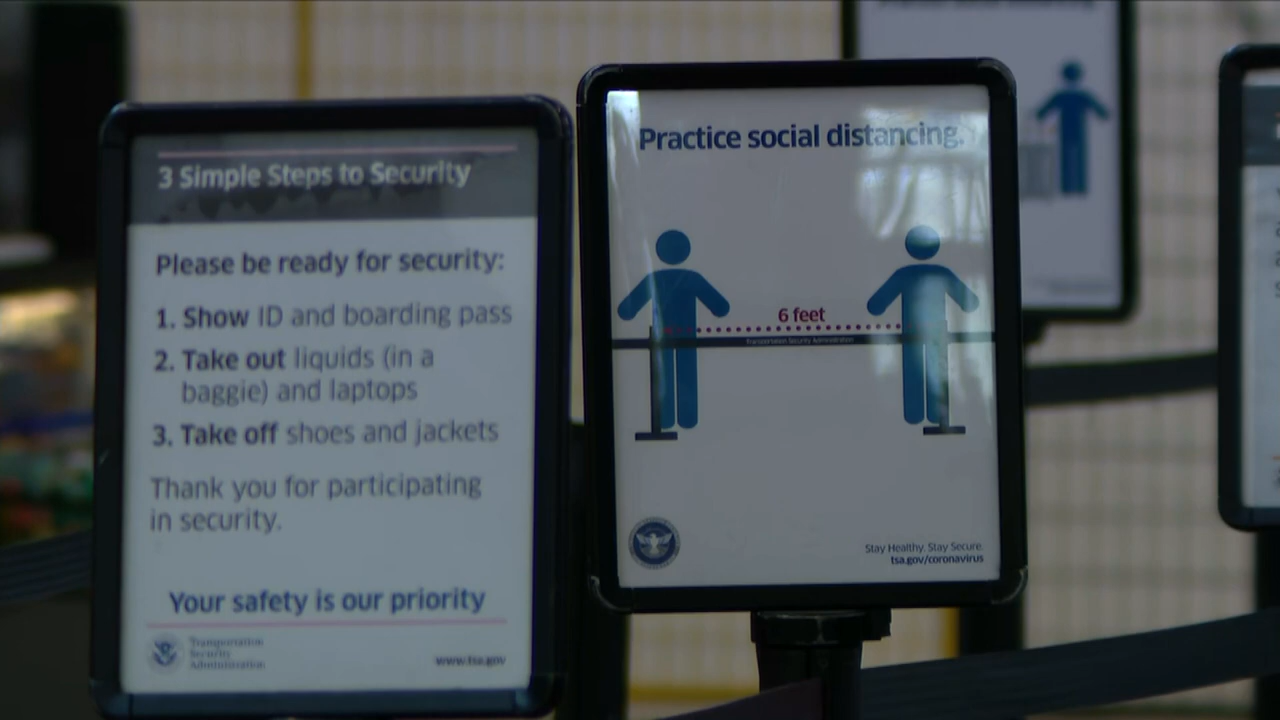 3 Simple Steps to Security
Please be ready for security:
1. Show ID and boarding pass
2. Take out liquids (in a
baggie) and laptops
3. Take off shoes and jackets
Thank you for participating
in security.
Your safety is our priority
Transportation
Security
Administration
www.tsa.gov
Practice social distancing.
6 feet
Transportation Security Administration
Stay Healthy. Stay Secure.
tsa.gov/coronavirus